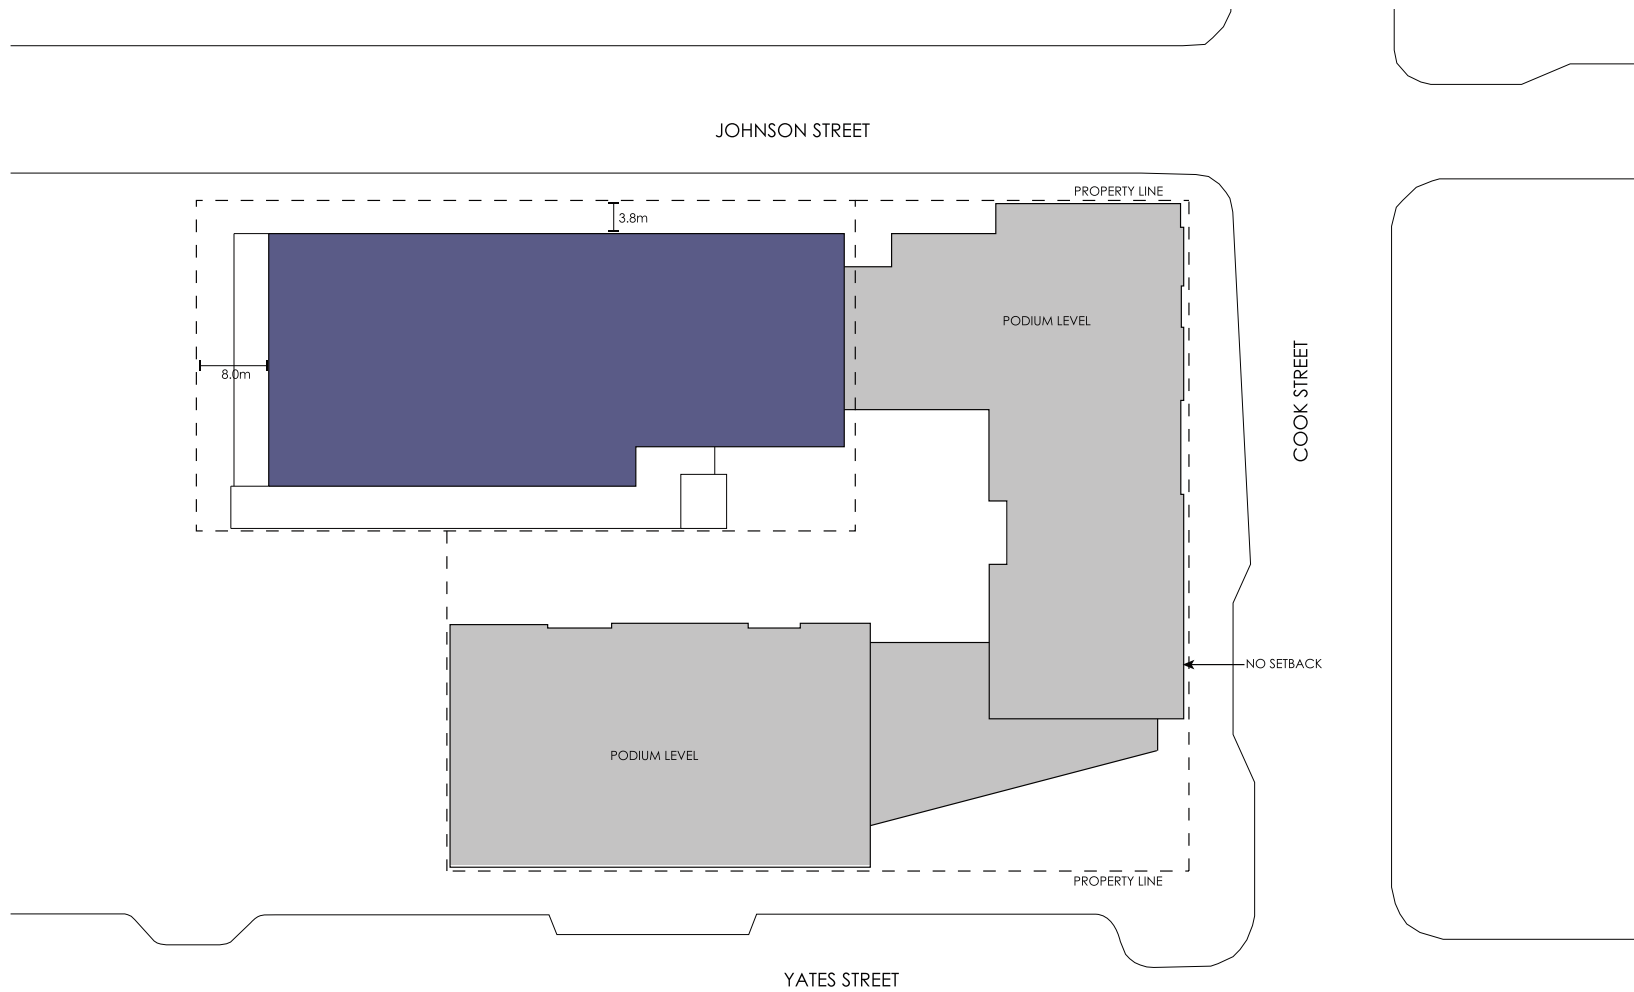 JOHNSON STREET
PROPERTY LINE
3.8m
PODIUM LEVEL
8.0m
COOK STREET
NO SETBACK
PODIUM LEVEL
PROPERTY LINE
YATES STREET